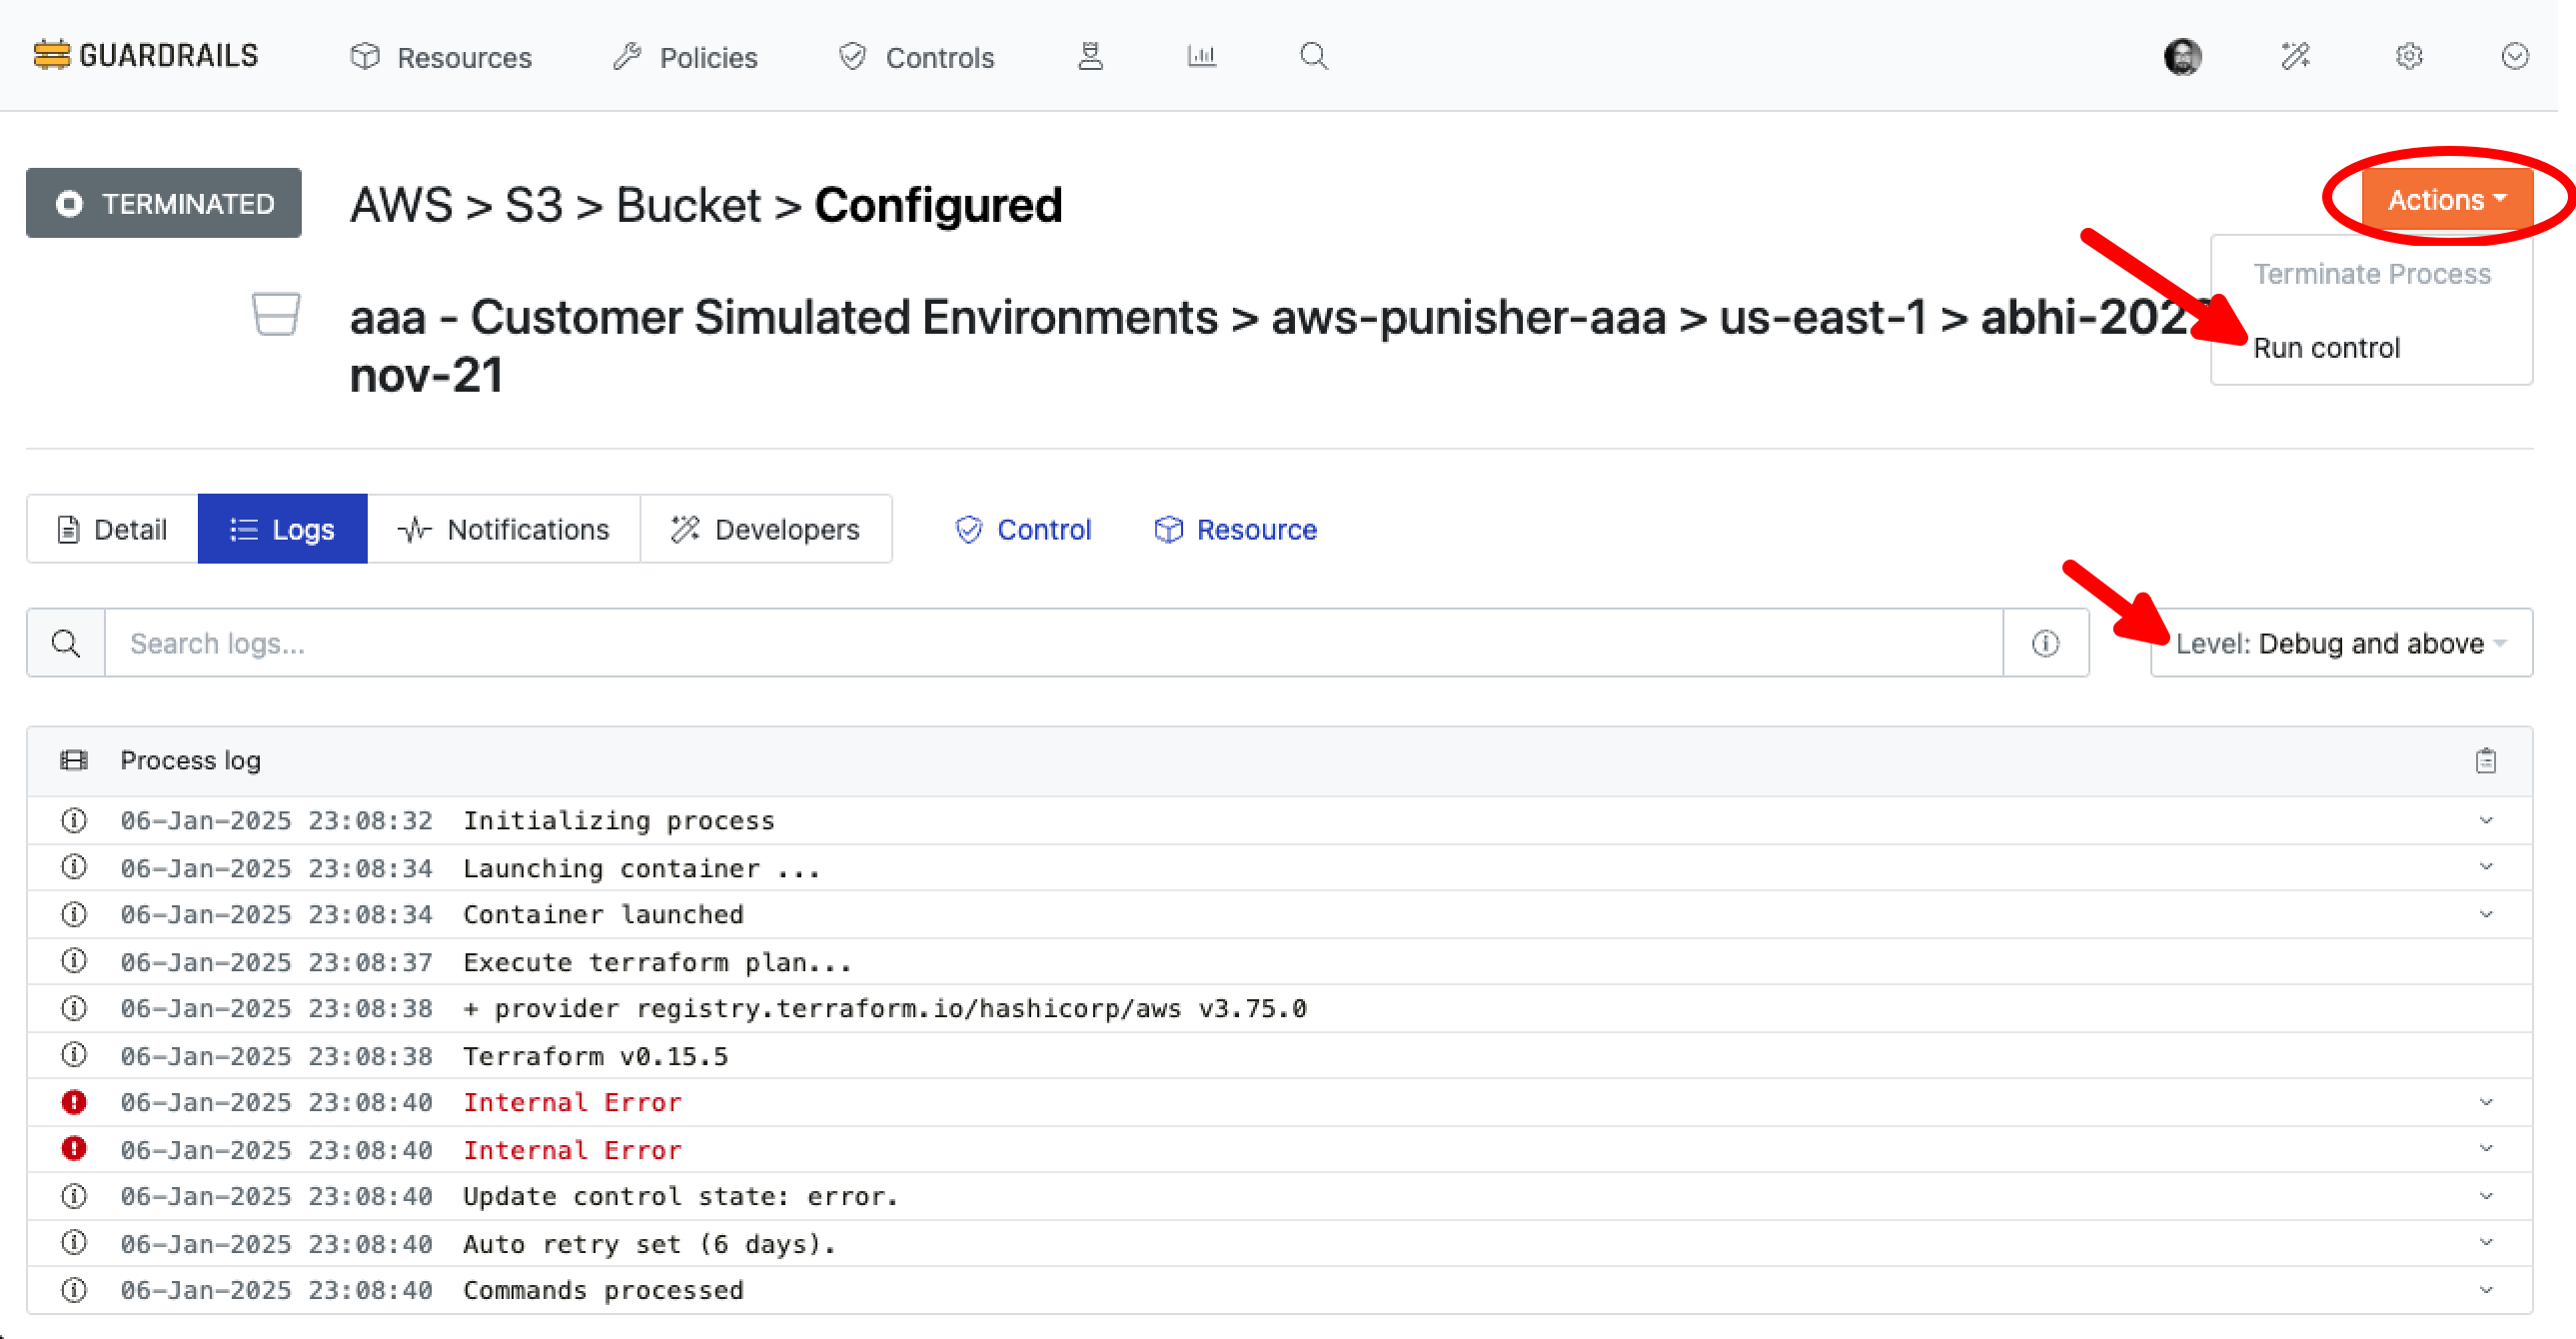 GUARDRAILS Resources Policies Controls
TERMINATED AWS > S3 > Bucket > Configured Actions
Terminate Process
aaa - Customer Simulated Environments > aws-punisher-aaa > us-east-1 > abhi-202
Run control
nov-21
Detail Logs Notifications Developers Control Resource
Search logs... Level: Debug and above
Process log
06-Jan-2025 23:08:32 Initializing process
06-Jan-2025 23:08:34 Launching container ...
06-Jan-2025 23:08:34 Container launched
06-Jan-2025 23:08:37 Execute terraform plan...
06-Jan-2025 23:08:38 + provider registry.terraform.io/hashicorp/aws v3.75.0
06-Jan-2025 23:08:38 Terraform v0.15.5
06-Jan-2025 23:08:40 Internal Error
06-Jan-2025 23:08:40 Internal Error
06-Jan-2025 23:08:40 Update control state: error.
06-Jan-2025 23:08:40 Auto retry set (6 days).
06-Jan-2025 23:08:40 Commands processed